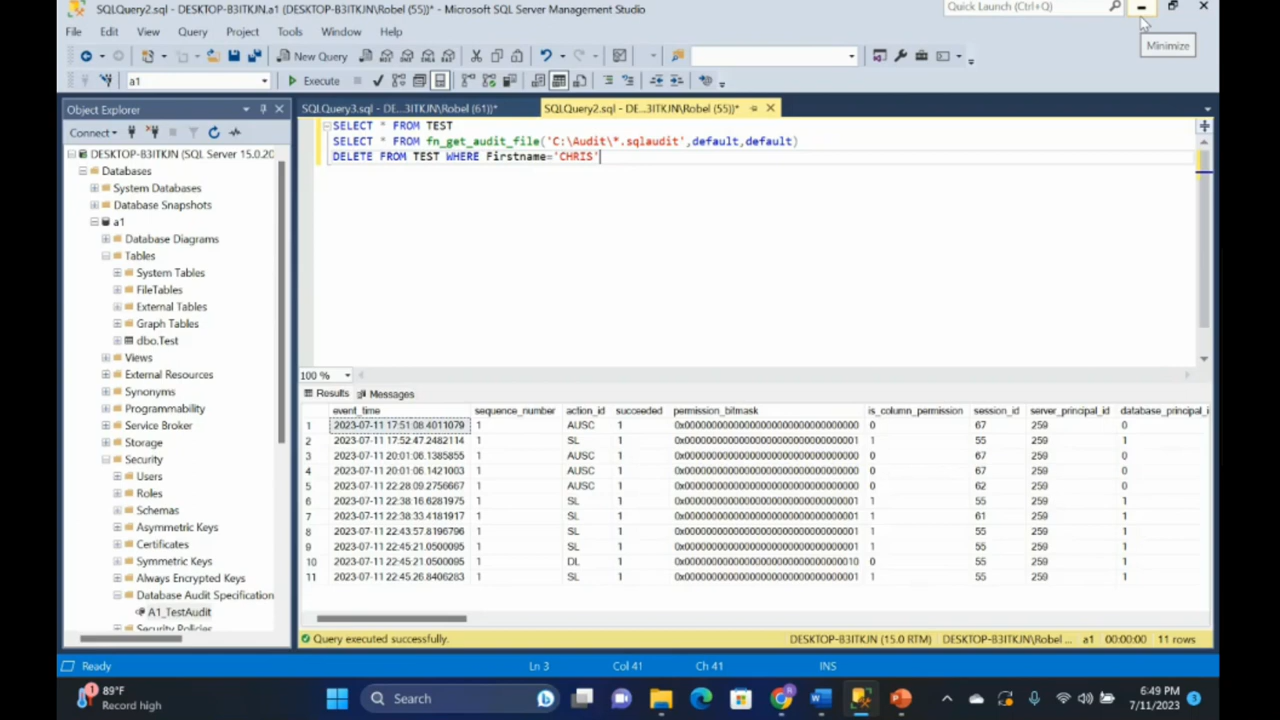 SQLQuery2.sql - DESKTOP-B3ITKJN.a1 (DESKTOP-B3ITKJN\Robel (55))* - Microsoft SQL Server Management Studio
Quick Launch (Ctrl+Q)
File Edit View Query Project Tools Window Help
Minimize
New Query
a1
Execute
Object Explorer
SQLQuery3.sql - DE...3ITKJN\Robel (61))*
SQLQuery2.sql - DE...3ITKJN\Robel (55))*
Connect
DESKTOP-B3ITKJN (SQL Server 15.0.20
Databases
System Databases
Database Snapshots
a1
Database Diagrams
Tables
System Tables
FileTables
External Tables
Graph Tables
dbo.Test
Views
External Resources
Synonyms
Programmability
Service Broker
Storage
Security
Users
Roles
Schemas
Asymmetric Keys
Certificates
Symmetric Keys
Always Encrypted Keys
Database Audit Specification
A1_TestAudit
Security Policies
SELECT * FROM TEST
SELECT * FROM fn_get_audit_file('C:\Audit\*.sqlaudit',default,default)
DELETE FROM TEST WHERE Firstname='CHRIS'
100 %
Results Messages
event_time sequence_number action_id succeeded permission_bitmask is_column_permission session_id server_principal_id database_principal_i
1 2023-07-11 17:51:08.4011079 1 AUSC 1 0x00000000000000000000000000000000 0 67 259 0
2 2023-07-11 17:52:47.2482114 1 SL 1 0x00000000000000000000000000000001 1 55 259 1
3 2023-07-11 20:01:06.1385855 1 AUSC 1 0x00000000000000000000000000000000 0 67 259 0
4 2023-07-11 20:01:06.1421003 1 AUSC 1 0x00000000000000000000000000000000 0 67 259 0
5 2023-07-11 22:28:09.2756667 1 AUSC 1 0x00000000000000000000000000000000 0 62 259 0
6 2023-07-11 22:38:16.6281975 1 SL 1 0x00000000000000000000000000000001 1 55 259 1
7 2023-07-11 22:38:33.4181917 1 SL 1 0x00000000000000000000000000000001 1 61 259 1
8 2023-07-11 22:43:57.8196796 1 SL 1 0x00000000000000000000000000000001 1 55 259 1
9 2023-07-11 22:45:21.0500095 1 SL 1 0x00000000000000000000000000000001 1 55 259 1
10 2023-07-11 22:45:21.0500095 1 DL 1 0x00000000000000000000000000000010 0 55 259 1
11 2023-07-11 22:45:26.8406283 1 SL 1 0x00000000000000000000000000000001 1 55 259 1
Query executed successfully. DESKTOP-B3ITKJN (15.0 RTM) DESKTOP-B3ITKJN\Robel ... a1 00:00:00 11 rows
Ready Ln 3 Col 41 Ch 41 INS
1
89°F
Record high
Search
6:49 PM
7/11/2023
3